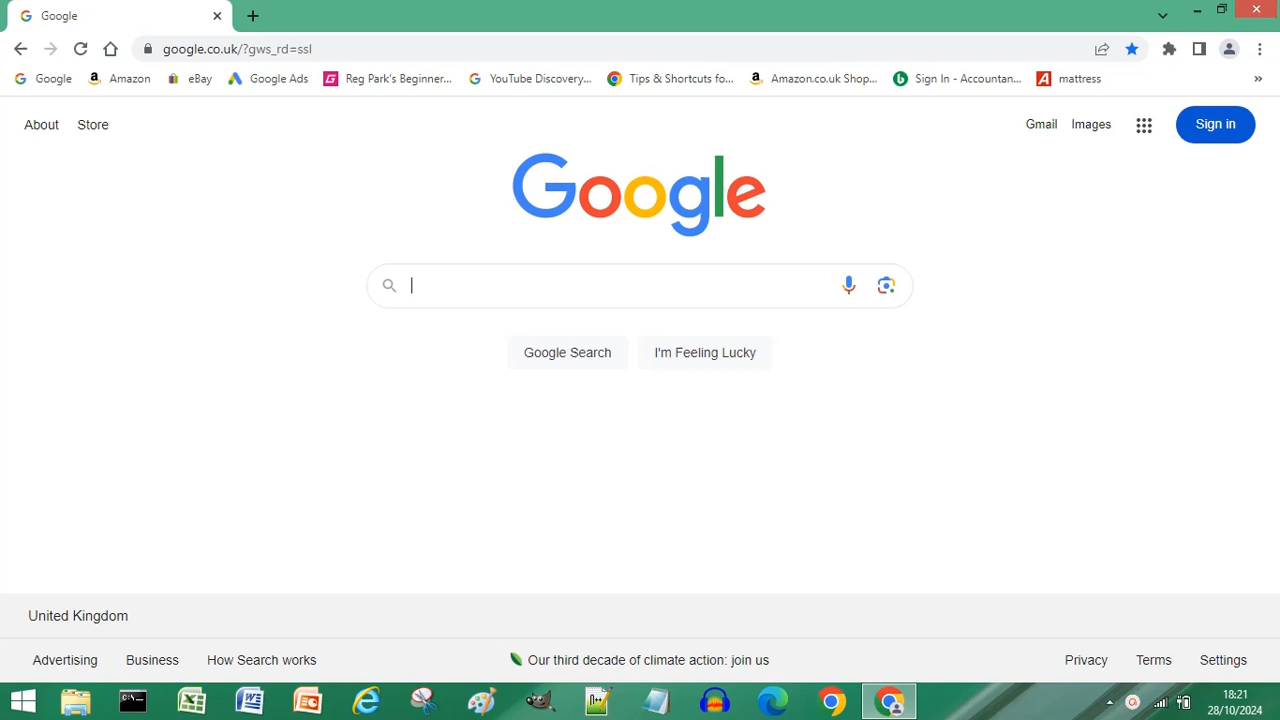 Google
google.co.uk/?gws_rd=ssl
Google Amazon eBay Google Ads Reg Park's Beginner... YouTube Discovery... Tips & Shortcuts fo... Amazon.co.uk Shop... Sign In - Accountan... mattress »
About Store Gmail Images Sign in
Google
Google Search I'm Feeling Lucky
United Kingdom
Advertising Business How Search works Our third decade of climate action: join us Privacy Terms Settings
18:21
28/10/2024